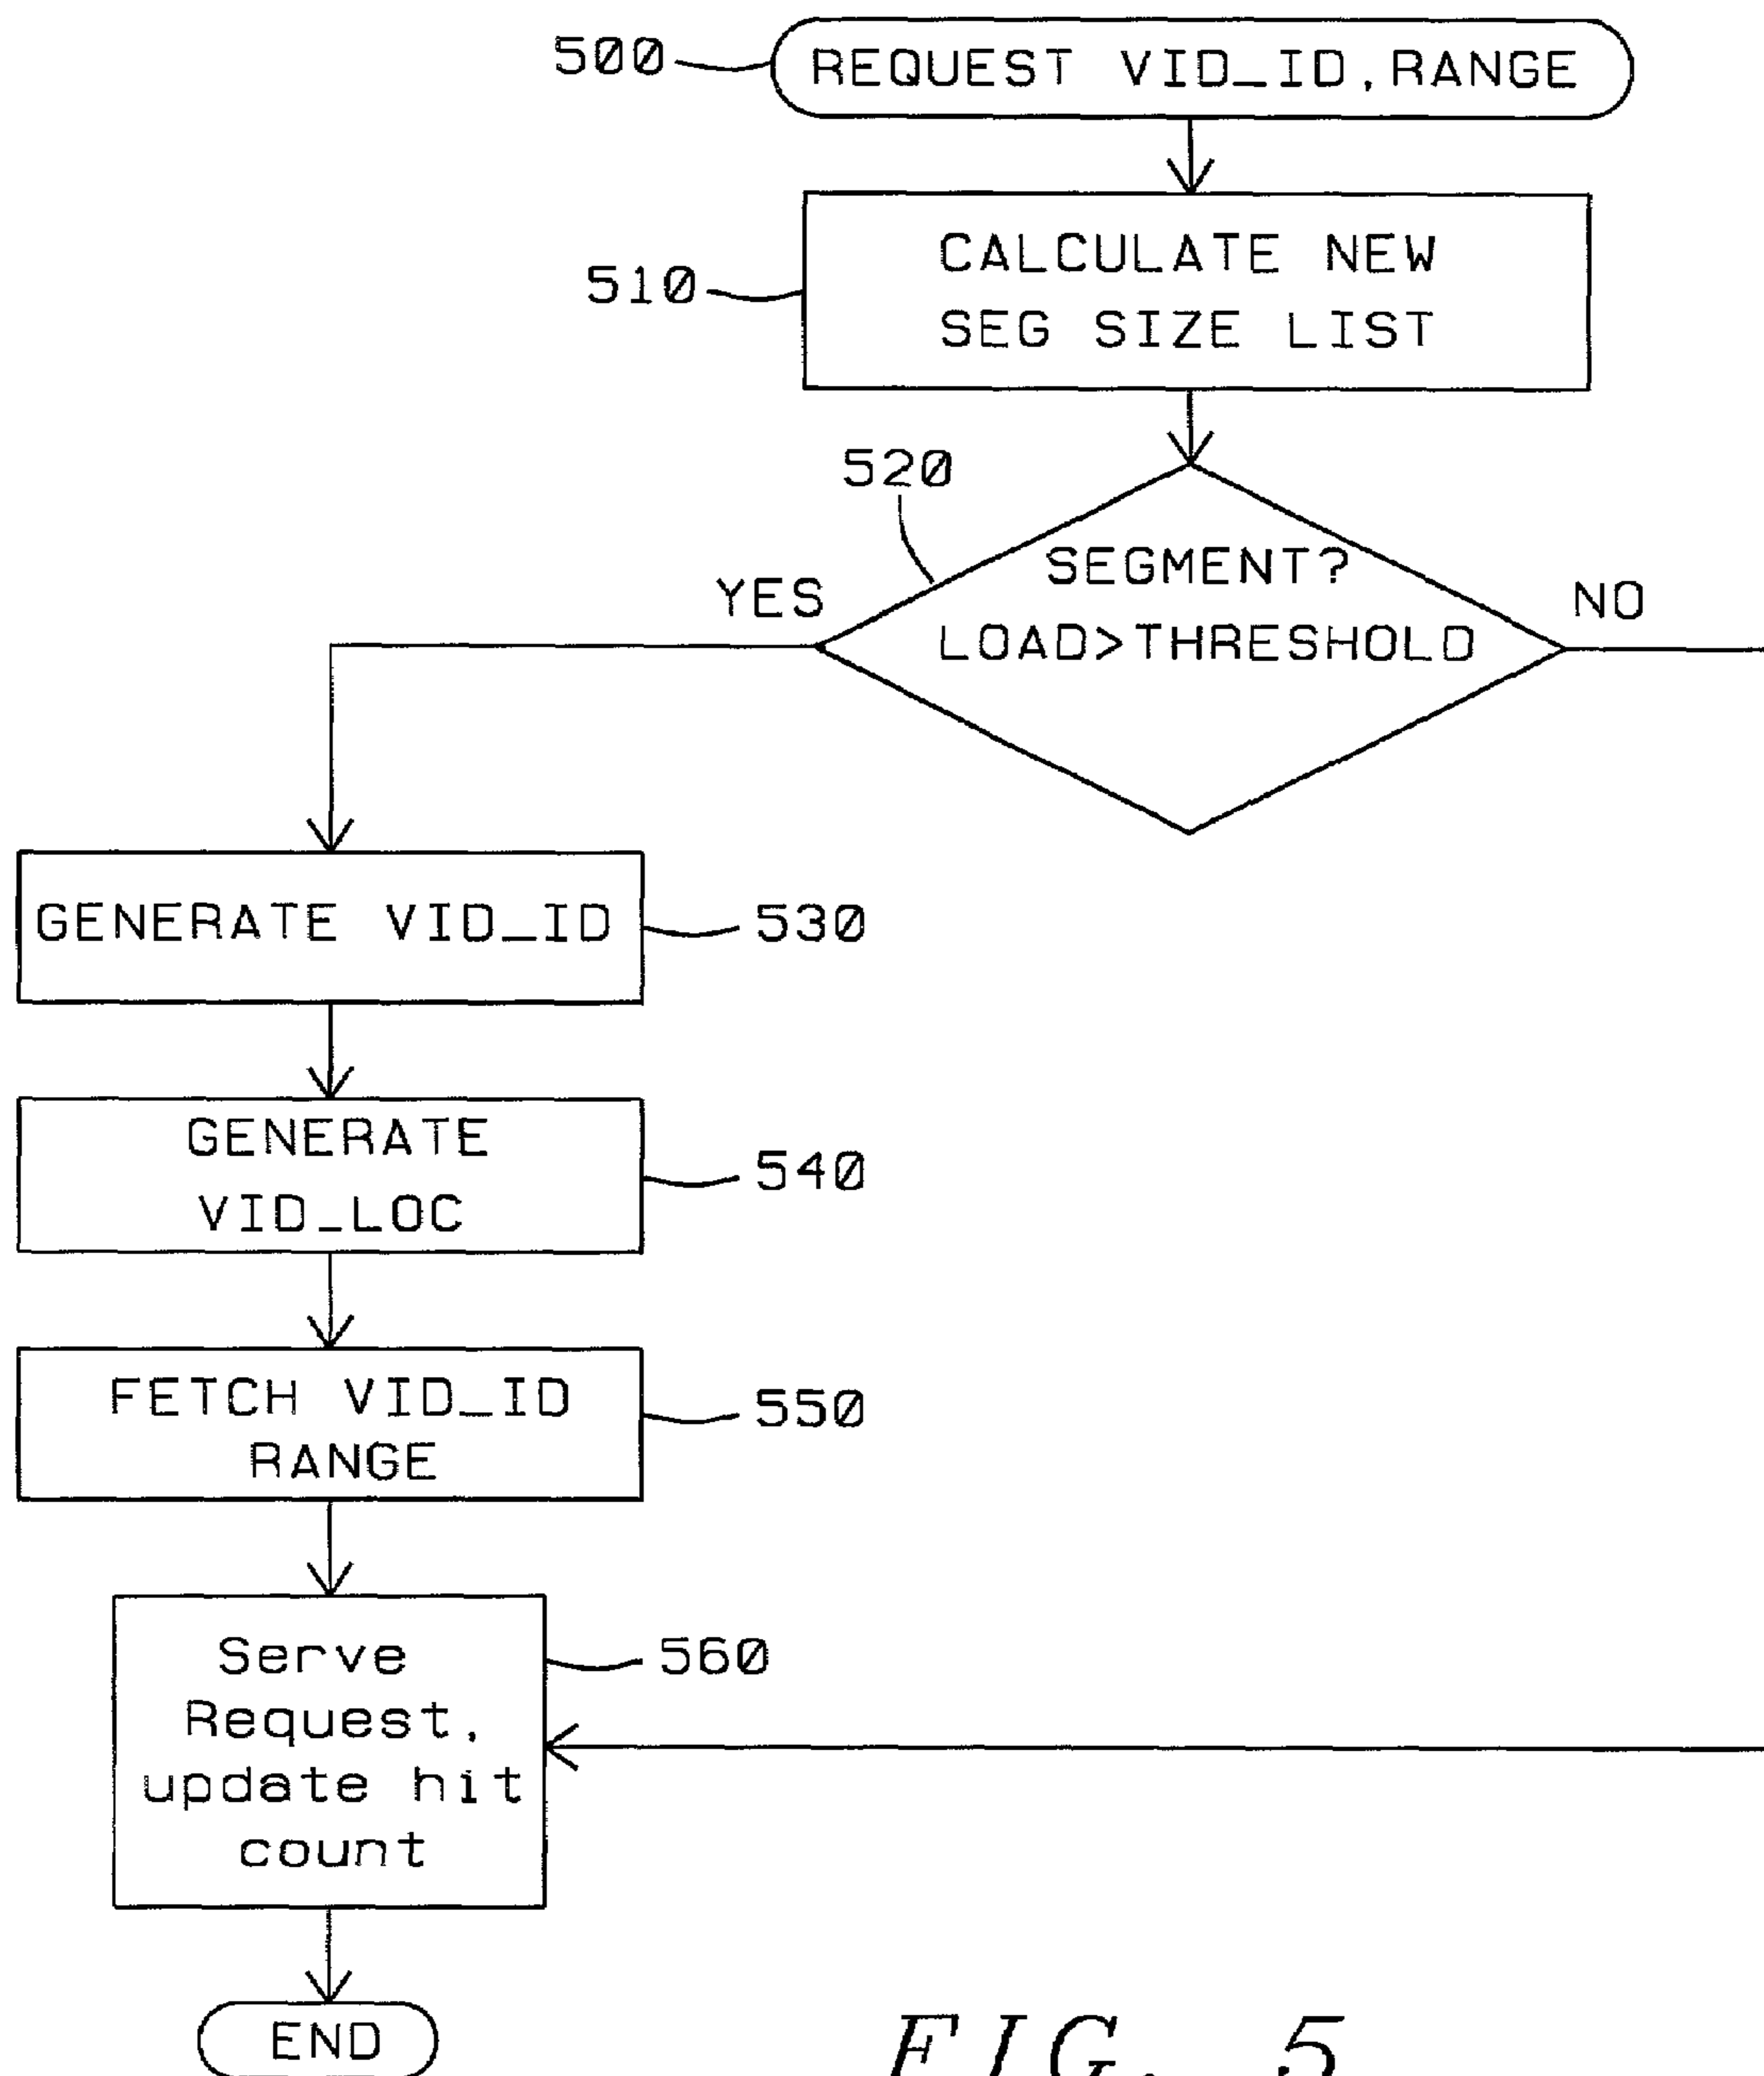 500
REQUEST VID_ID, RANGE
510
CALCULATE NEW
SEG SIZE LIST
520
SEGMENT?
LOAD>THRESHOLD
YES
NO
GENERATE VID_ID
530
GENERATE
VID_LOC
540
FETCH VID_ID
RANGE
550
Serve
Request,
update hit
count
560
END
FIG. 5